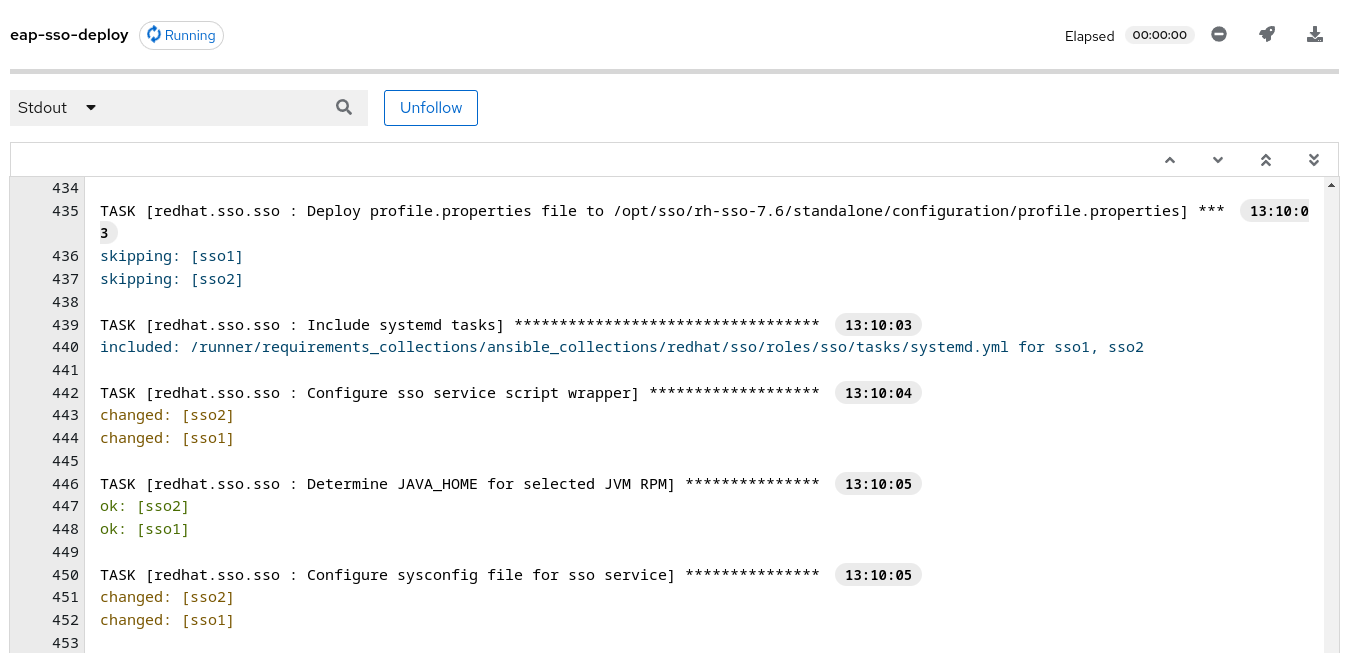 eap-sso-deploy Running Elapsed 00:00:00
Stdout Unfollow
434
435 TASK [redhat.sso.sso : Deploy profile.properties file to /opt/sso/rh-sso-7.6/standalone/configuration/profile.properties] *** 13:10:0
3
436 skipping: [sso1]
437 skipping: [sso2]
438
439 TASK [redhat.sso.sso : Include systemd tasks] ********************************** 13:10:03
440 included: /runner/requirements_collections/ansible_collections/redhat/sso/roles/sso/tasks/systemd.yml for sso1, sso2
441
442 TASK [redhat.sso.sso : Configure sso service script wrapper] ******************* 13:10:04
443 changed: [sso2]
444 changed: [sso1]
445
446 TASK [redhat.sso.sso : Determine JAVA_HOME for selected JVM RPM] *************** 13:10:05
447 ok: [sso2]
448 ok: [sso1]
449
450 TASK [redhat.sso.sso : Configure sysconfig file for sso service] *************** 13:10:05
451 changed: [sso2]
452 changed: [sso1]
453